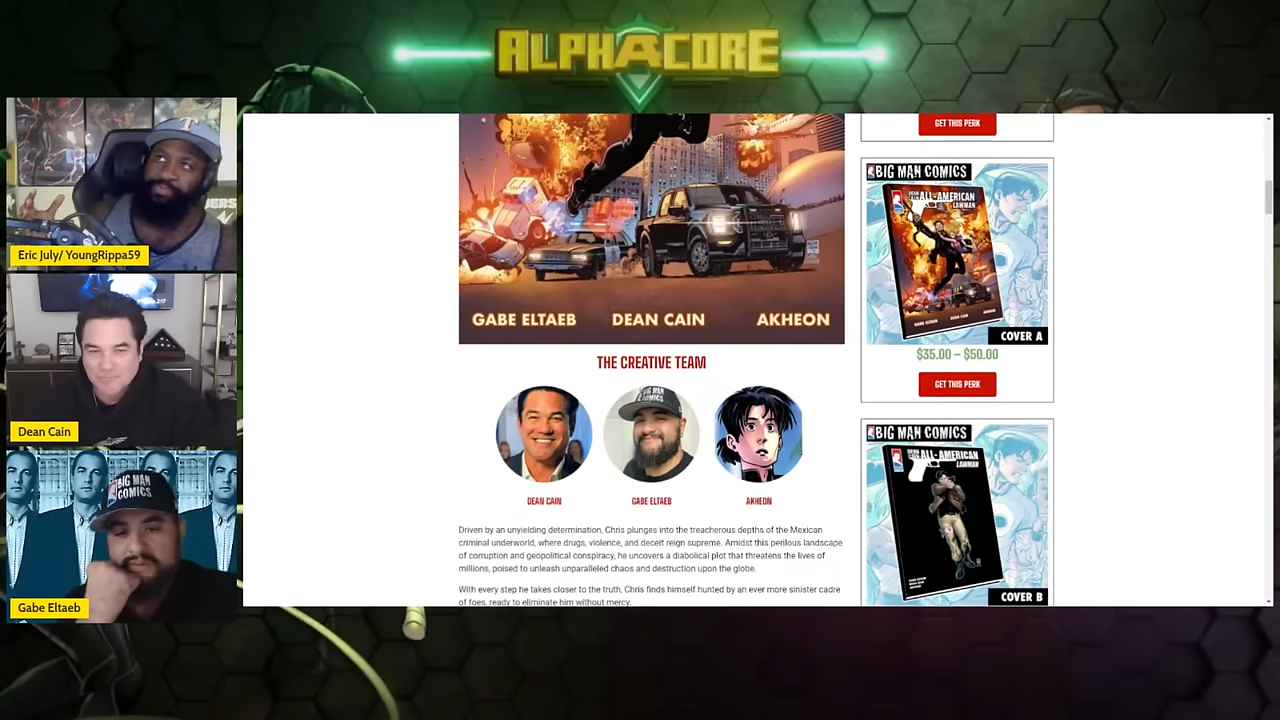 ALPHACORE
Eric July/ YoungRippa59
Dean Cain
BIG MAN
COMICS
Gabe Eltaeb
GABE ELTAEB
DEAN CAIN
AKHEON
THE CREATIVE TEAM
BIG MAN
COMICS
DEAN CAIN
GABE ELTAEB
AKHEON
Driven by an unyielding determination, Chris plunges into the treacherous depths of the Mexican
criminal underworld, where drugs, violence, and deceit reign supreme. Amidst this perilous landscape
of corruption and geopolitical conspiracy, he uncovers a diabolical plot that threatens the lives of
millions, poised to unleash unparalleled chaos and destruction upon the globe.
With every step he takes closer to the truth, Chris finds himself hunted by an ever more sinister cadre
of foes, ready to eliminate him without mercy.
GET THIS PERK
BIG MAN COMICS
ALL-AMERICAN
LAWMAN
COVER A
$35.00 – $50.00
GET THIS PERK
BIG MAN COMICS
ALL-AMERICAN
LAWMAN
COVER B